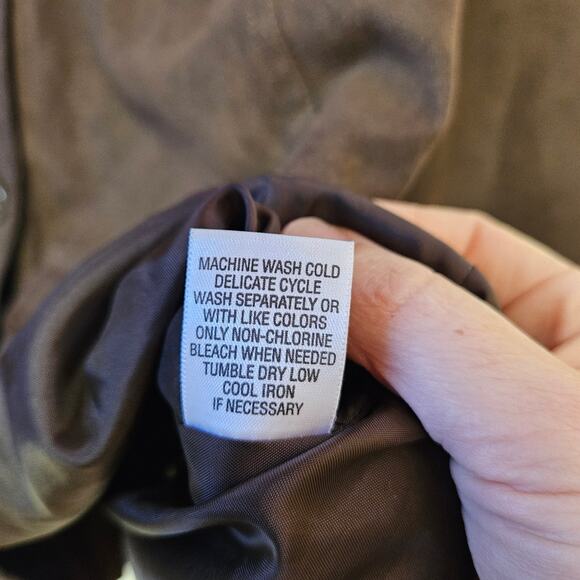 MACHINE WASH COLD
DELICATE CYCLE
WASH SEPARATELY OR
WITH LIKE COLORS
ONLY NON-CHLORINE
BLEACH WHEN NEEDED
TUMBLE DRY LOW
COOL IRON
IF NECESSARY